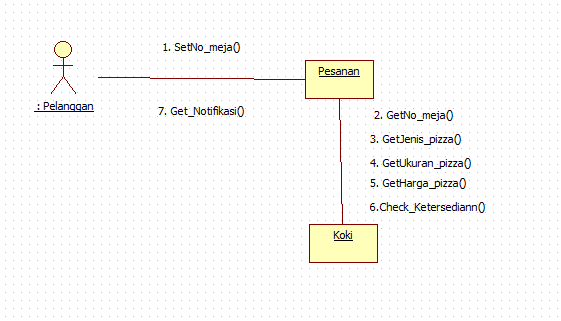 1. SetNo_meja()
Pesanan
: Pelanggan
7. Get_Notifikasi()
2. GetNo_meja()
3. GetJenis_pizza()
4. GetUkuran_pizza()
5. GetHarga_pizza()
6.Check_Ketersediann()
Koki